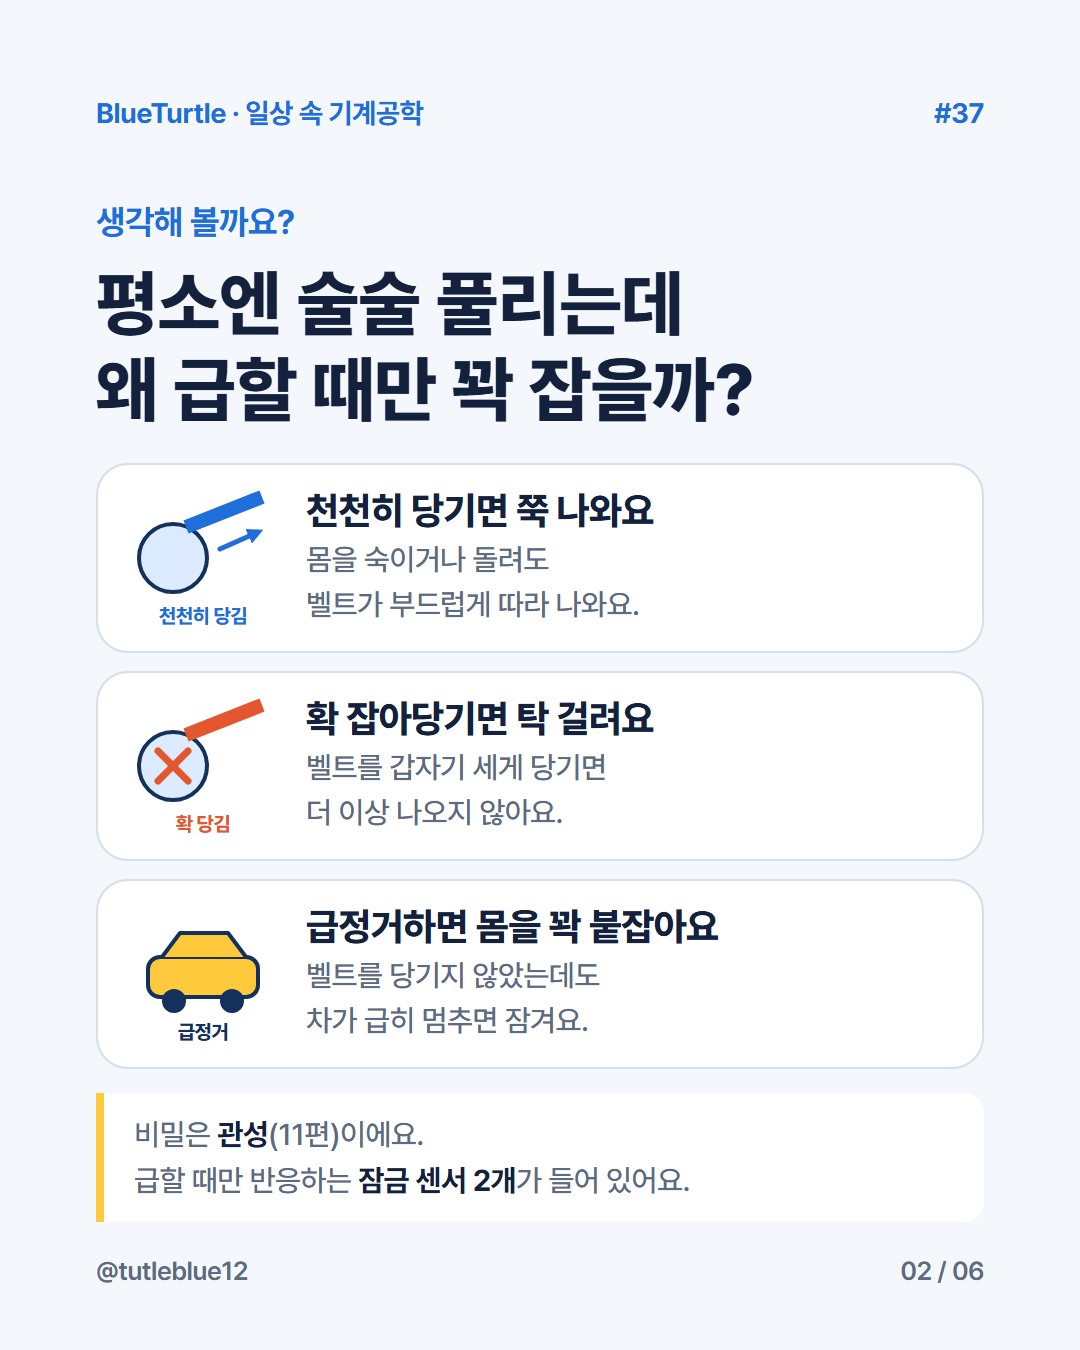 BlueTurtle · 일상 속 기계공학
#37
생각해 볼까요?
평소엔 술술 풀리는데
왜 급할 때만 꽉 잡을까?
천천히 당기면 쭉 나와요
몸을 숙이거나 돌려도
벨트가 부드럽게 따라 나와요.
천천히 당김
확 잡아당기면 탁 걸려요
벨트를 갑자기 세게 당기면
더 이상 나오지 않아요.
확 당김
급정거하면 몸을 꽉 붙잡아요
벨트를 당기지 않았는데도
차가 급히 멈추면 잠겨요.
급정거
비밀은 관성(11편)이에요.
급할 때만 반응하는 잠금 센서 2개가 들어 있어요.
@tutleblue12
02 / 06